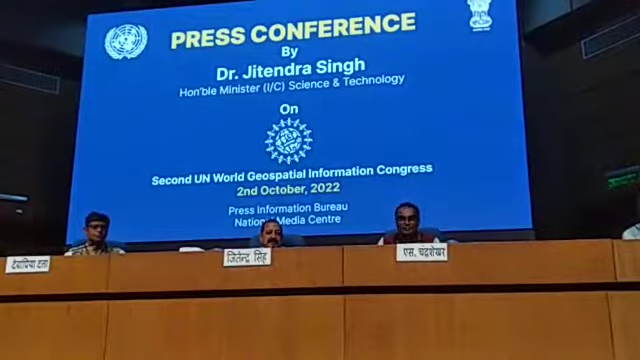 PRESS CONFERENCE
By
Dr. Jitendra Singh
Hon'ble Minister (I/C) Science & Technology
On
Second UN World Geospatial Information Congress
2nd October, 2022
Press Information Bureau
National Media Centre
जितेन्द्र सिंह
एस. चंद्रशेखर